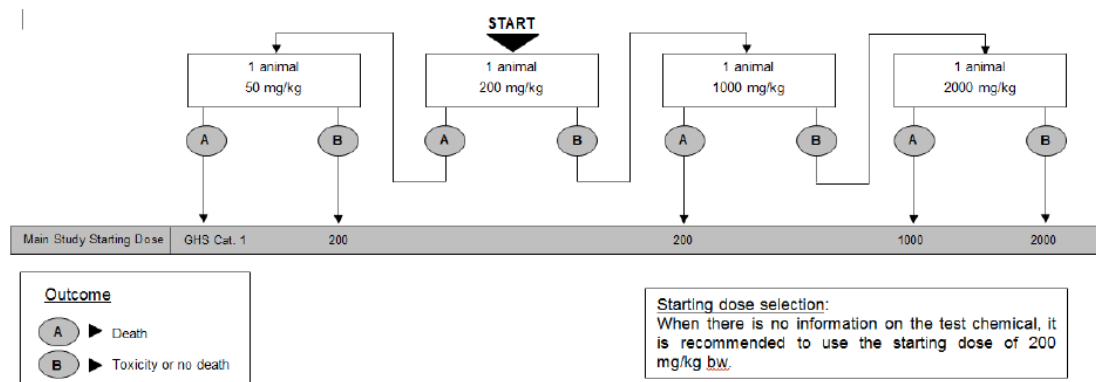 START
1 animal
50 mg/kg
1 animal
200 mg/kg
1 animal
1000 mg/kg
1 animal
2000 mg/kg
A
B
A
B
A
B
A
B
Main Study Starting Dose
GHS Cat. 1
200
200
1000
2000
Outcome
A Death
B Toxicity or no death
Starting dose selection:
When there is no information on the test chemical, it
is recommended to use the starting dose of 200
mg/kg bw.